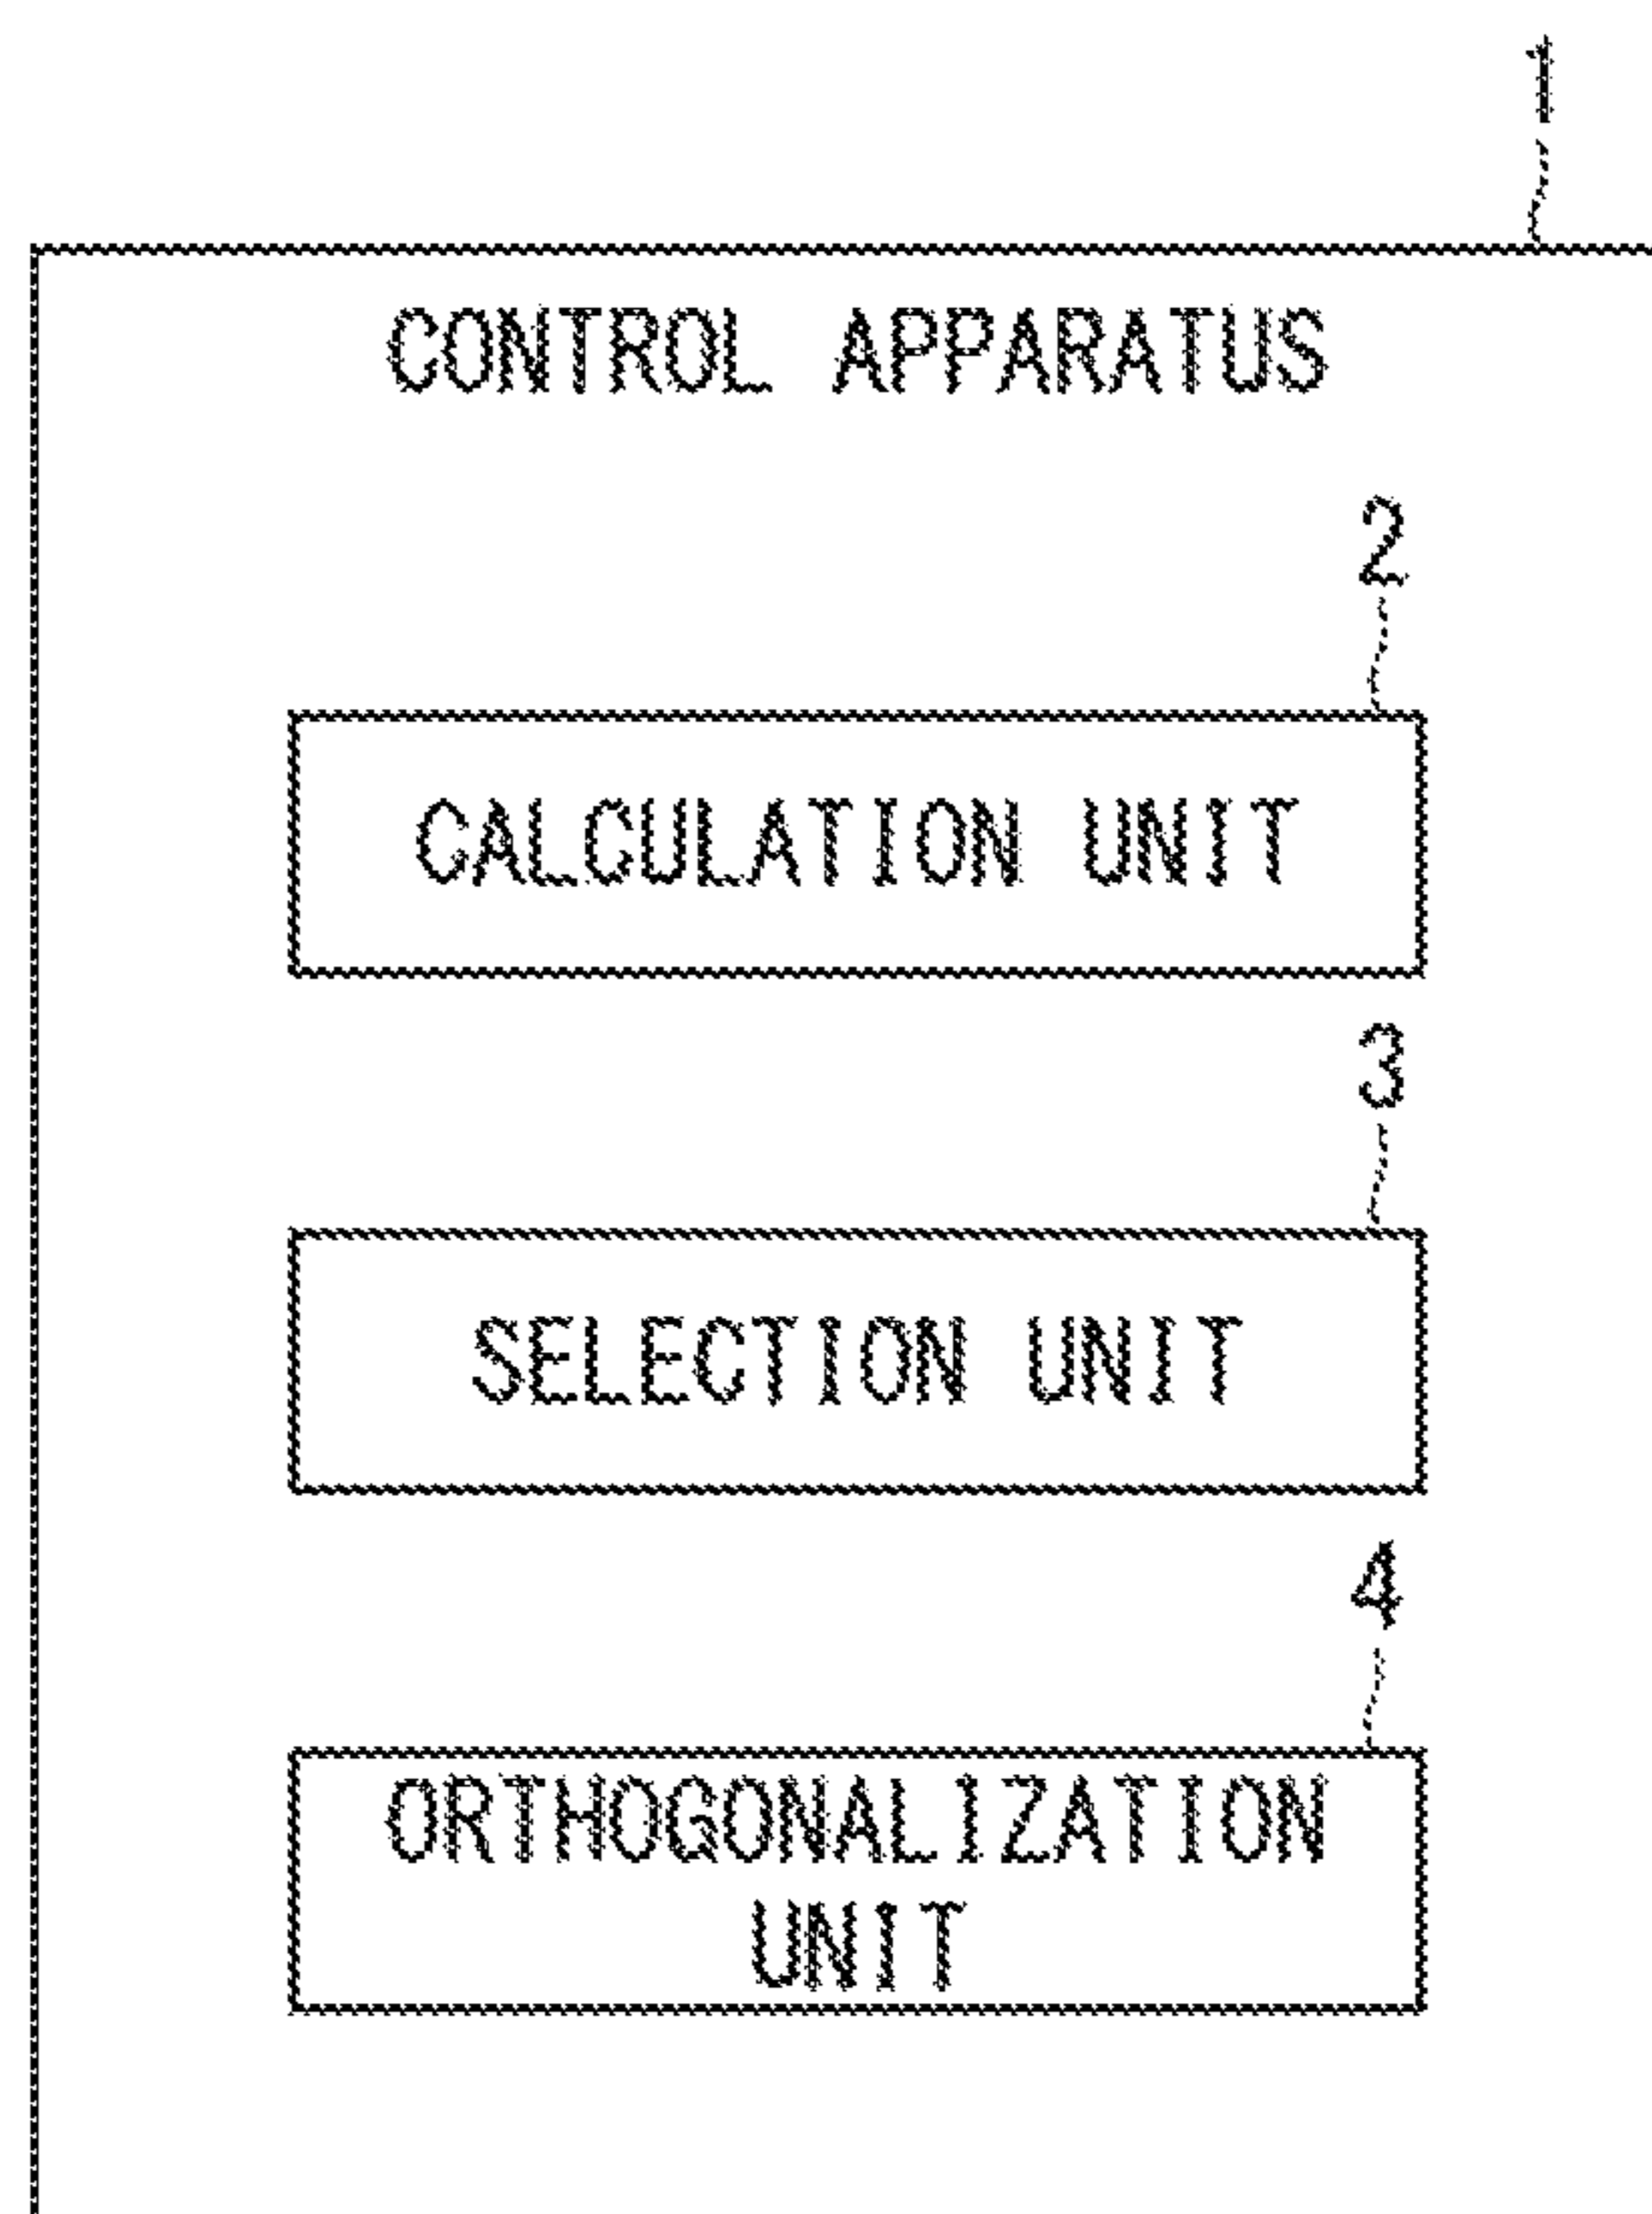 1
CONTROL APPARATUS
2
CALCULATION UNIT
3
SELECTION UNIT
4
ORTHOGONALIZATION
UNIT